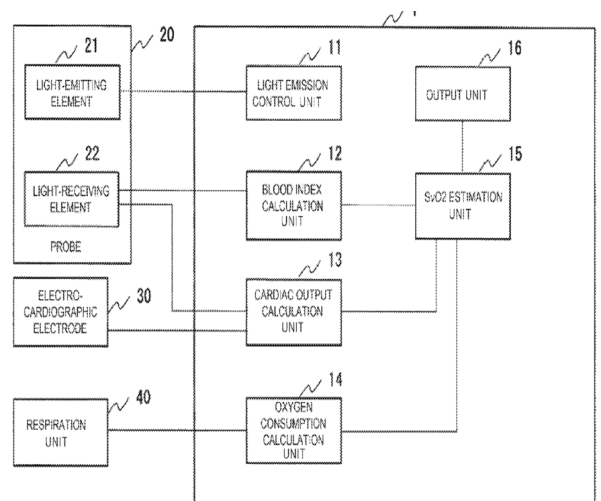 21
20
LIGHT-EMITTING
ELEMENT
22
LIGHT-RECEIVING
ELEMENT
PROBE
30
ELECTRO-
CARDIOGRAPHIC
ELECTRODE
40
RESPIRATION
UNIT
11
LIGHT EMISSION
CONTROL UNIT
12
BLOOD INDEX
CALCULATION
UNIT
13
CARDIAC OUTPUT
CALCULATION
UNIT
14
OXYGEN
CONSUMPTION
CALCULATION
UNIT
16
OUTPUT UNIT
15
SvO2 ESTIMATION
UNIT